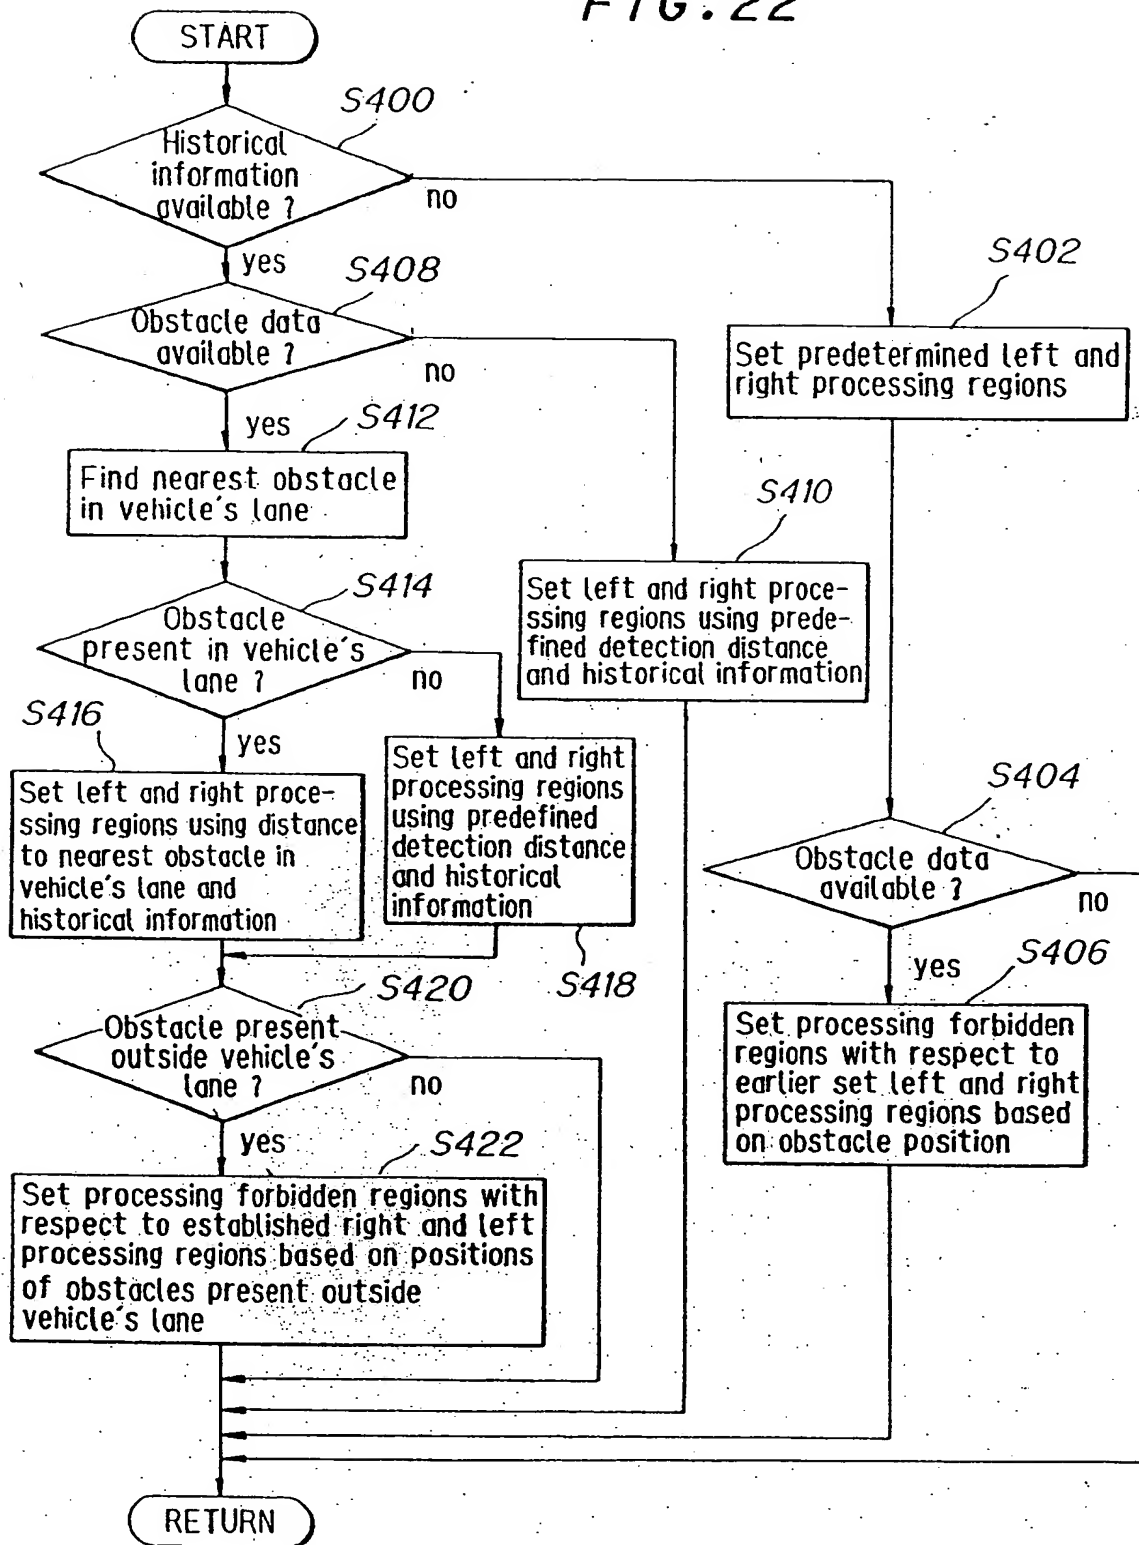 FIG.22
START
S400
Historical
information
available ?
no
yes
S408
Obstacle data
available ?
no
yes
S402
Set predetermined left and
right processing regions
S412
Find nearest obstacle
in vehicle's lane
S410
Set left and right proce-
ssing regions using prede-
fined detection distance
and historical information
S414
Obstacle
present in vehicle's
lane ?
no
yes
S416
Set left and right proce-
ssing regions using distance
to nearest obstacle in
vehicle's lane and
historical information
Set left and right
processing regions
using predefined
detection distance
and historical
information
S418
S404
Obstacle data
available ?
no
yes
S406
Set processing forbidden
regions with respect to
earlier set left and right
processing regions based
on obstacle position
S420
Obstacle present
outside vehicle's
lane ?
no
yes
S422
Set processing forbidden regions with
respect to established right and left
processing regions based on positions
of obstacles present outside
vehicle's lane
RETURN